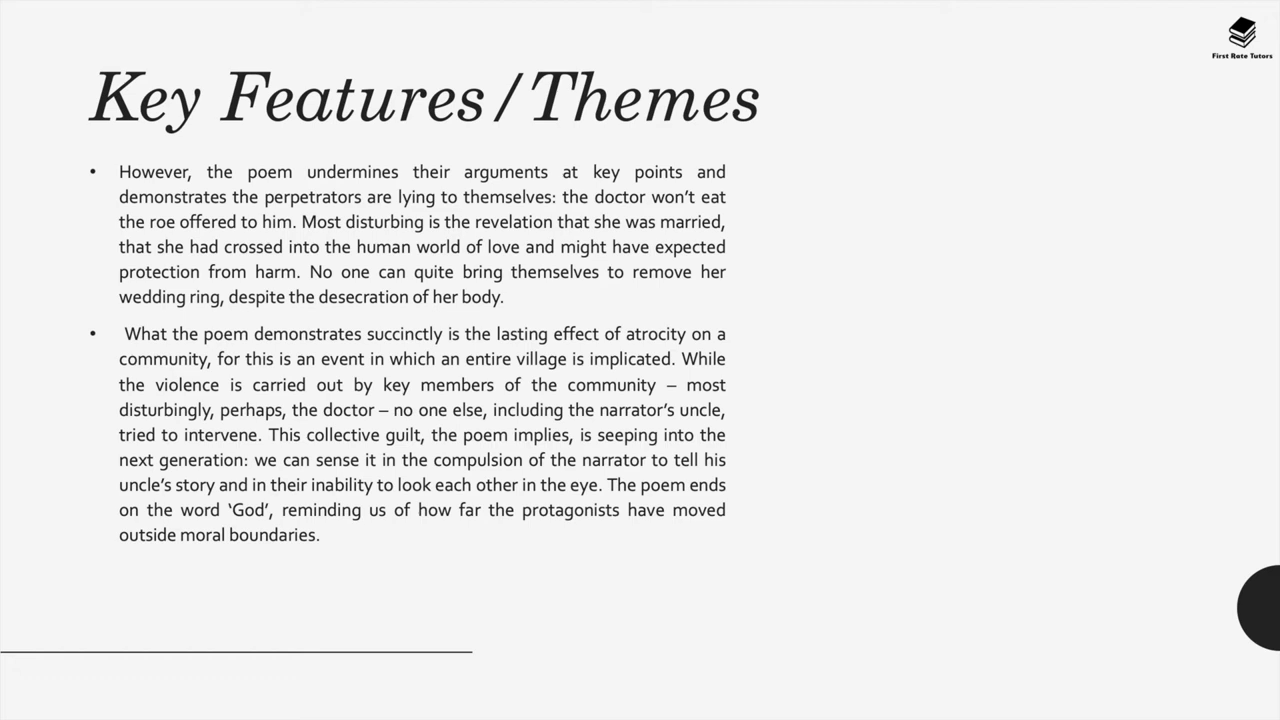 First Rate Tutors
Key Features/Themes
• However, the poem undermines their arguments at key points and
demonstrates the perpetrators are lying to themselves: the doctor won’t eat
the roe offered to him. Most disturbing is the revelation that she was married,
that she had crossed into the human world of love and might have expected
protection from harm. No one can quite bring themselves to remove her
wedding ring, despite the desecration of her body.
• What the poem demonstrates succinctly is the lasting effect of atrocity on a
community, for this is an event in which an entire village is implicated. While
the violence is carried out by key members of the community – most
disturbingly, perhaps, the doctor – no one else, including the narrator’s uncle,
tried to intervene. This collective guilt, the poem implies, is seeping into the
next generation: we can sense it in the compulsion of the narrator to tell his
uncle’s story and in their inability to look each other in the eye. The poem ends
on the word ‘God’, reminding us of how far the protagonists have moved
outside moral boundaries.